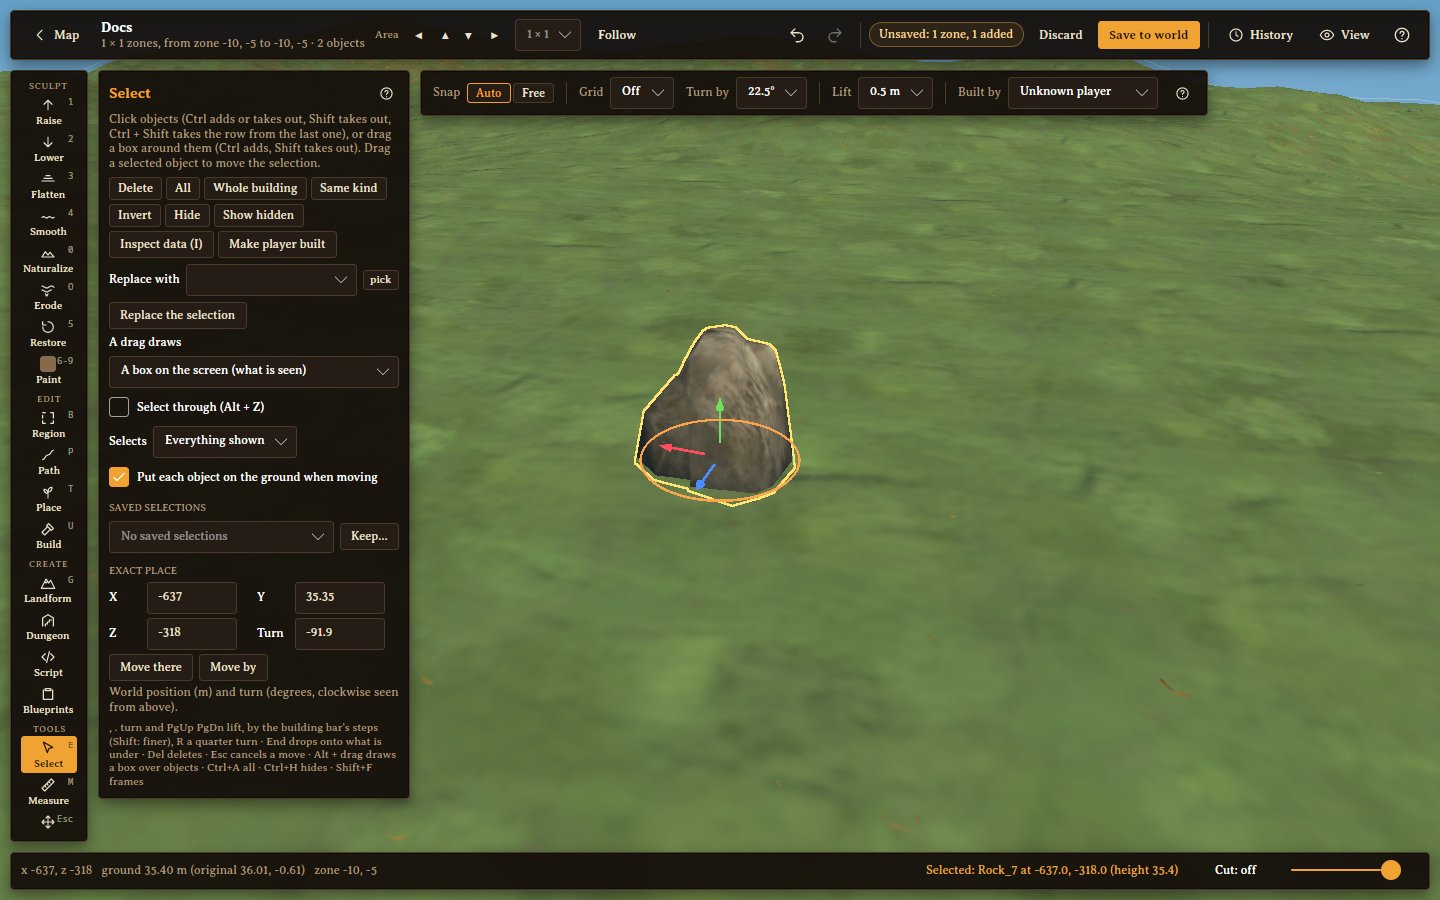 Map
Docs
1 × 1 zones, from zone -10, -5 to -10, -5 · 2 objects
Area
1 × 1
Follow
Unsaved: 1 zone, 1 added
Discard
Save to world
History
View
SCULPT
Raise 1
Lower 2
Flatten 3
Smooth 4
Naturalize 0
Erode O
Restore 5
Paint 6-9
EDIT
Region B
Path P
Place T
Build U
CREATE
Landform G
Dungeon
Script
Blueprints
TOOLS
Select E
Measure M
Esc
Select
Click objects (Ctrl adds or takes out, Shift takes out,
Ctrl + Shift takes the row from the last one), or drag
a box around them (Ctrl adds, Shift takes out). Drag
a selected object to move the selection.
Delete All Whole building Same kind
Invert Hide Show hidden
Inspect data (I) Make player built
Replace with pick
Replace the selection
A drag draws
A box on the screen (what is seen)
Select through (Alt + Z)
Selects Everything shown
Put each object on the ground when moving
SAVED SELECTIONS
No saved selections Keep...
EXACT PLACE
X -637 Y 35.35
Z -318 Turn -91.9
Move there Move by
World position (m) and turn (degrees, clockwise seen
from above).
, . turn and PgUp PgDn lift, by the building bar's steps
(Shift: finer), R a quarter turn · End drops onto what is
under · Del deletes · Esc cancels a move · Alt + drag draws
a box over objects · Ctrl+A all · Ctrl+H hides · Shift+F
frames
Snap Auto Free Grid Off Turn by 22.5° Lift 0.5 m Built by Unknown player
x -637, z -318 ground 35.40 m (original 36.01, -0.61) zone -10, -5
Selected: Rock_7 at -637.0, -318.0 (height 35.4)
Cut: off